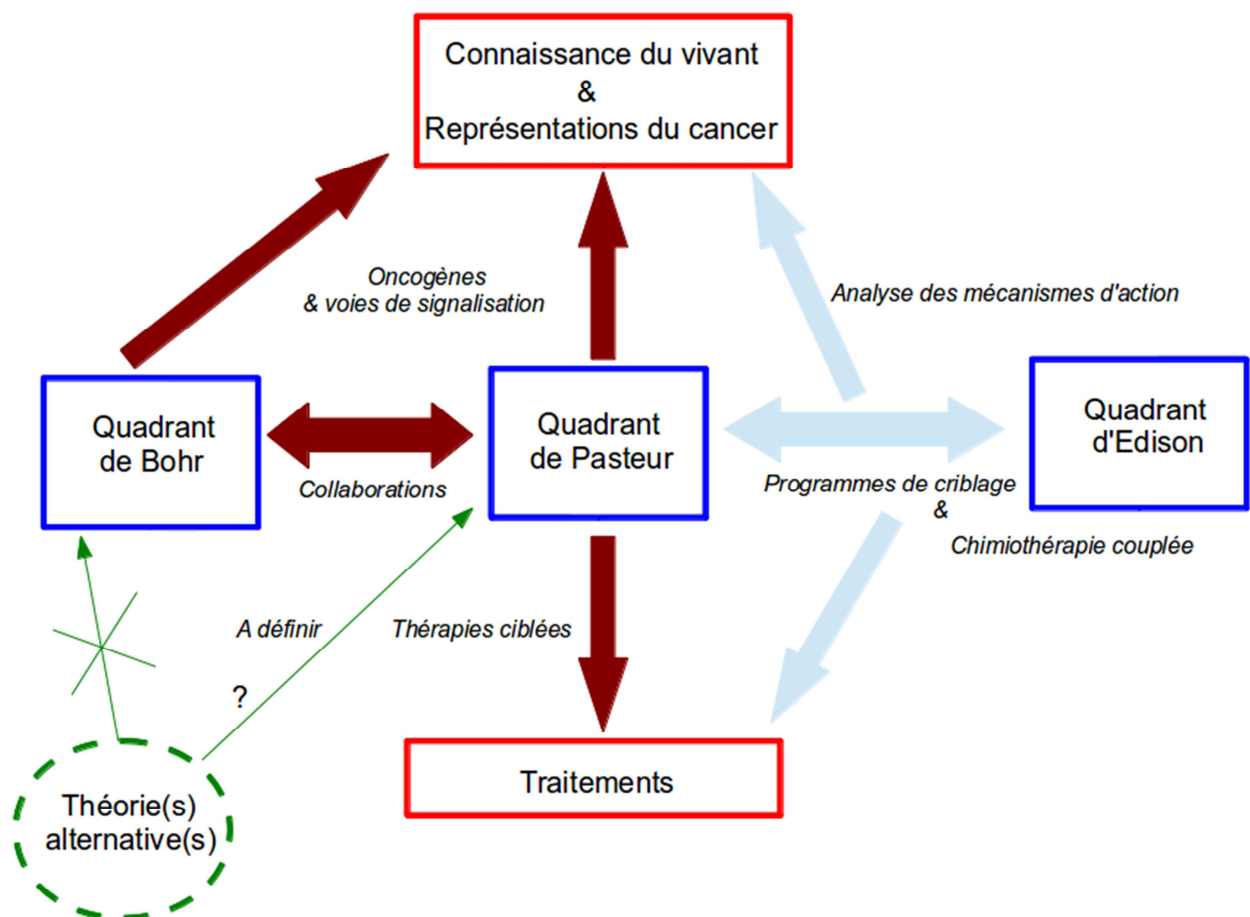 Connaissance du vivant
&
Représentations du cancer
Oncogènes
& voies de signalisation
Analyse des mécanismes d'action
Quadrant
de Bohr
Collaborations
Quadrant
de Pasteur
Quadrant
d'Edison
Programmes de criblage
&
Chimiothérapie couplée
A définir
?
Thérapies ciblées
Traitements
Théorie(s)
alternative(s)